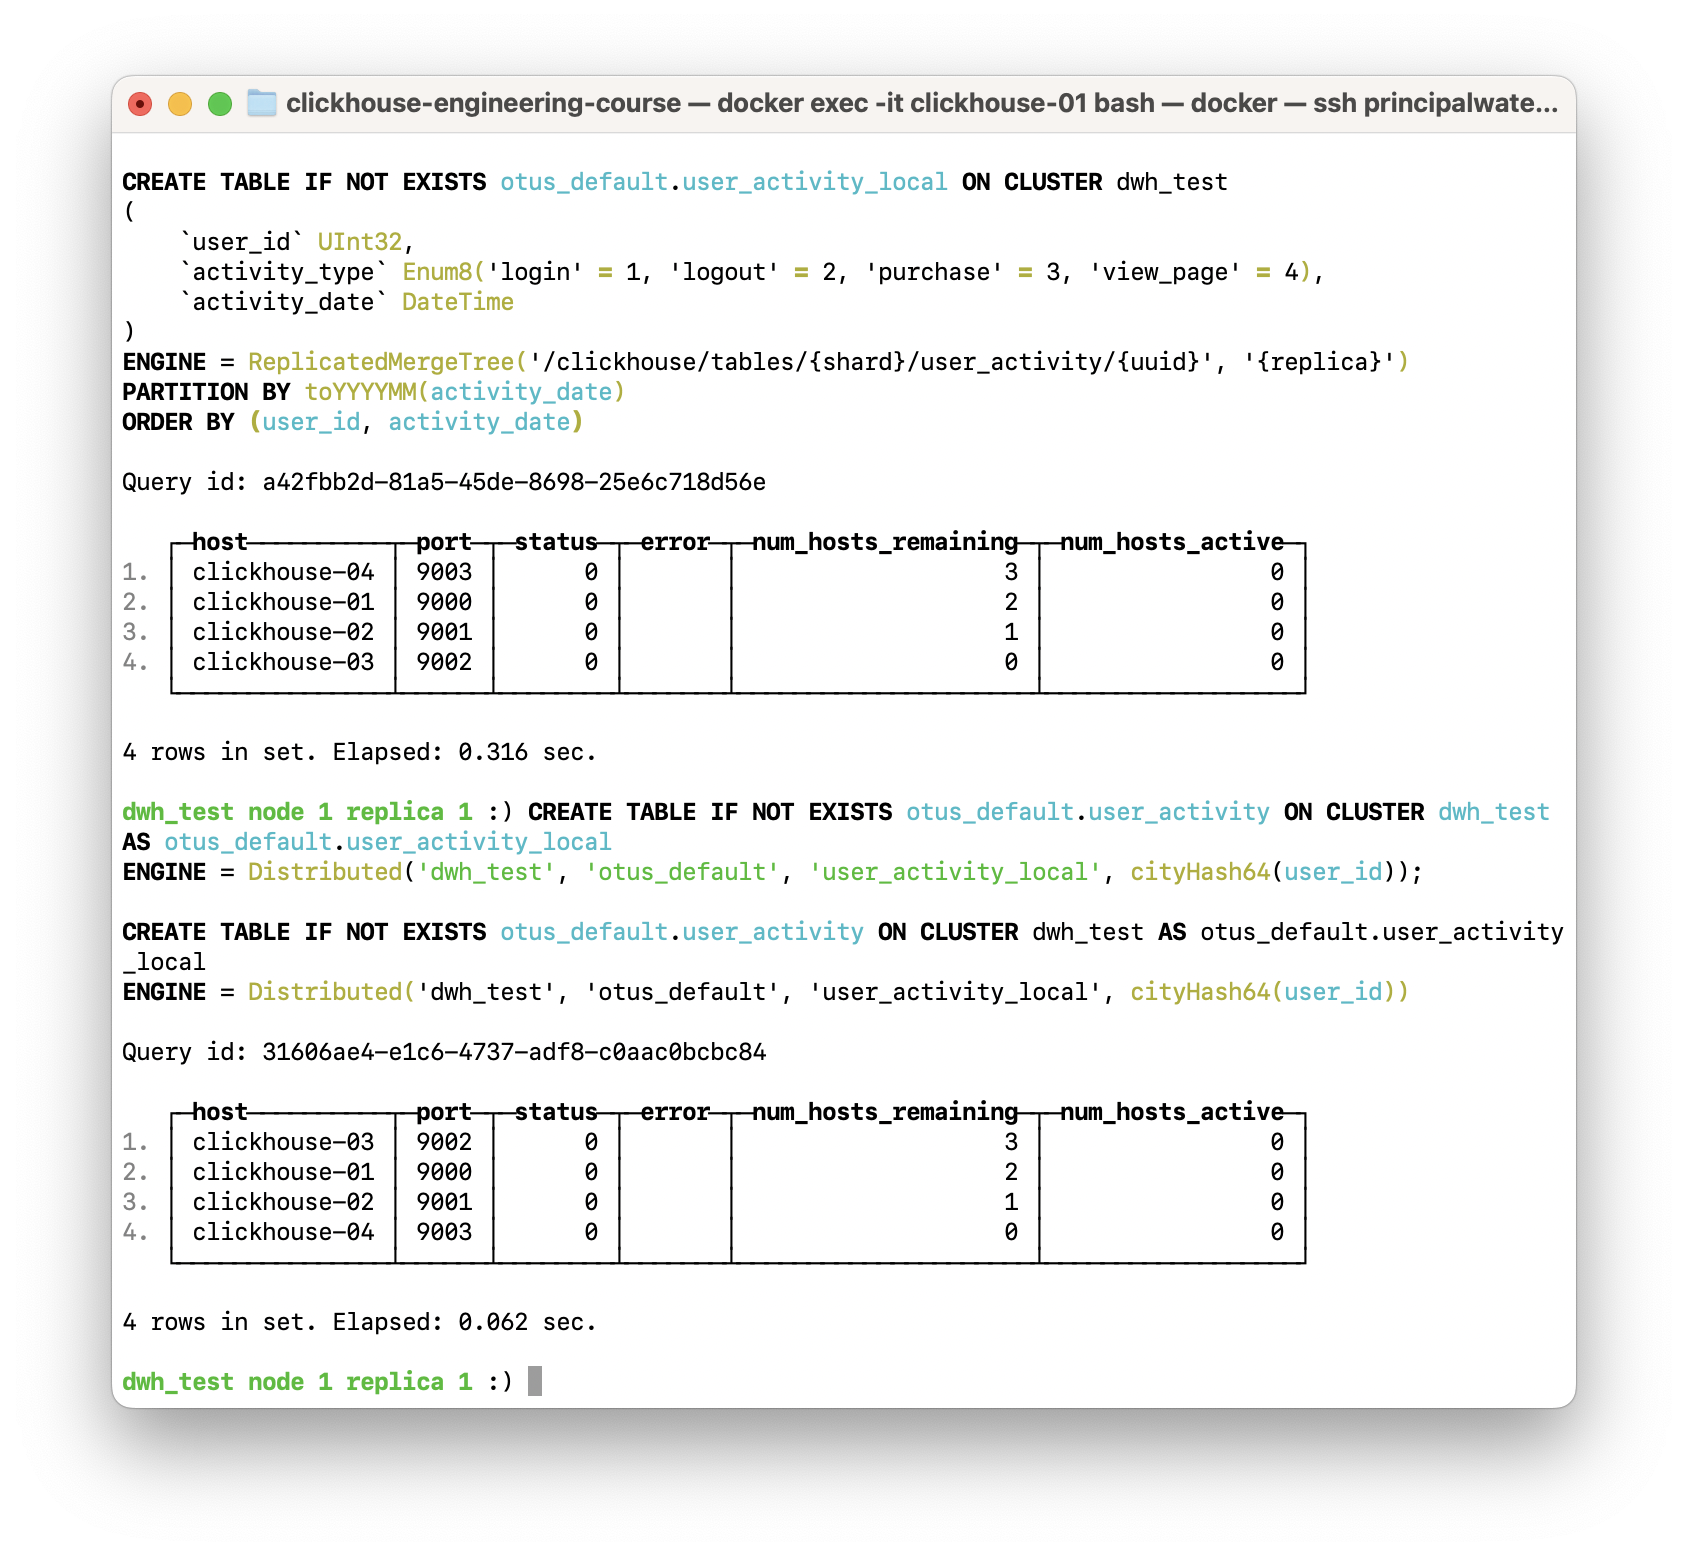 clickhouse-engineering-course — docker exec -it clickhouse-01 bash — docker — ssh principalwate...
CREATE TABLE IF NOT EXISTS otus_default.user_activity_local ON CLUSTER dwh_test
(
    `user_id` UInt32,
    `activity_type` Enum8('login' = 1, 'logout' = 2, 'purchase' = 3, 'view_page' = 4),
    `activity_date` DateTime
)
ENGINE = ReplicatedMergeTree('/clickhouse/tables/{shard}/user_activity/{uuid}', '{replica}')
PARTITION BY toYYYYMM(activity_date)
ORDER BY (user_id, activity_date)
Query id: a42fbb2d-81a5-45de-8698-25e6c718d56e
host port status error num_hosts_remaining num_hosts_active
1. clickhouse-04 9003 0 3 0
2. clickhouse-01 9000 0 2 0
3. clickhouse-02 9001 0 1 0
4. clickhouse-03 9002 0 0 0
4 rows in set. Elapsed: 0.316 sec.
dwh_test node 1 replica 1 :) CREATE TABLE IF NOT EXISTS otus_default.user_activity ON CLUSTER dwh_test
AS otus_default.user_activity_local
ENGINE = Distributed('dwh_test', 'otus_default', 'user_activity_local', cityHash64(user_id));
CREATE TABLE IF NOT EXISTS otus_default.user_activity ON CLUSTER dwh_test AS otus_default.user_activity
_local
ENGINE = Distributed('dwh_test', 'otus_default', 'user_activity_local', cityHash64(user_id))
Query id: 31606ae4-e1c6-4737-adf8-c0aac0bcbc84
host port status error num_hosts_remaining num_hosts_active
1. clickhouse-03 9002 0 3 0
2. clickhouse-01 9000 0 2 0
3. clickhouse-02 9001 0 1 0
4. clickhouse-04 9003 0 0 0
4 rows in set. Elapsed: 0.062 sec.
dwh_test node 1 replica 1 :)